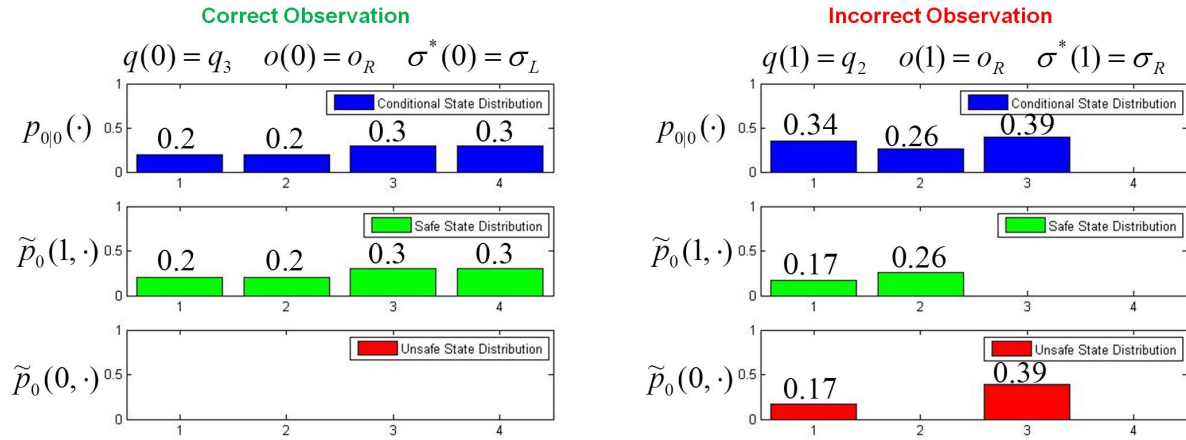 Correct Observation
q(0) = q₃ o(0) = o_R σ*(0) = σ_L
p₀|₀(·)
1
0.5
0
Conditional State Distribution
0.2 0.2 0.3 0.3
1 2 3 4
p̃₀(1,·)
1
0.5
0
Safe State Distribution
0.2 0.2 0.3 0.3
1 2 3 4
p̃₀(0,·)
1
0.5
0
Unsafe State Distribution
1 2 3 4
Incorrect Observation
q(1) = q₂ o(1) = o_R σ*(1) = σ_R
p₀|₀(·)
1
0.5
0
Conditional State Distribution
0.34 0.26 0.39
1 2 3 4
p̃₀(1,·)
1
0.5
0
Safe State Distribution
0.17 0.26
1 2 3 4
p̃₀(0,·)
1
0.5
0
Unsafe State Distribution
0.17 0.39
1 2 3 4